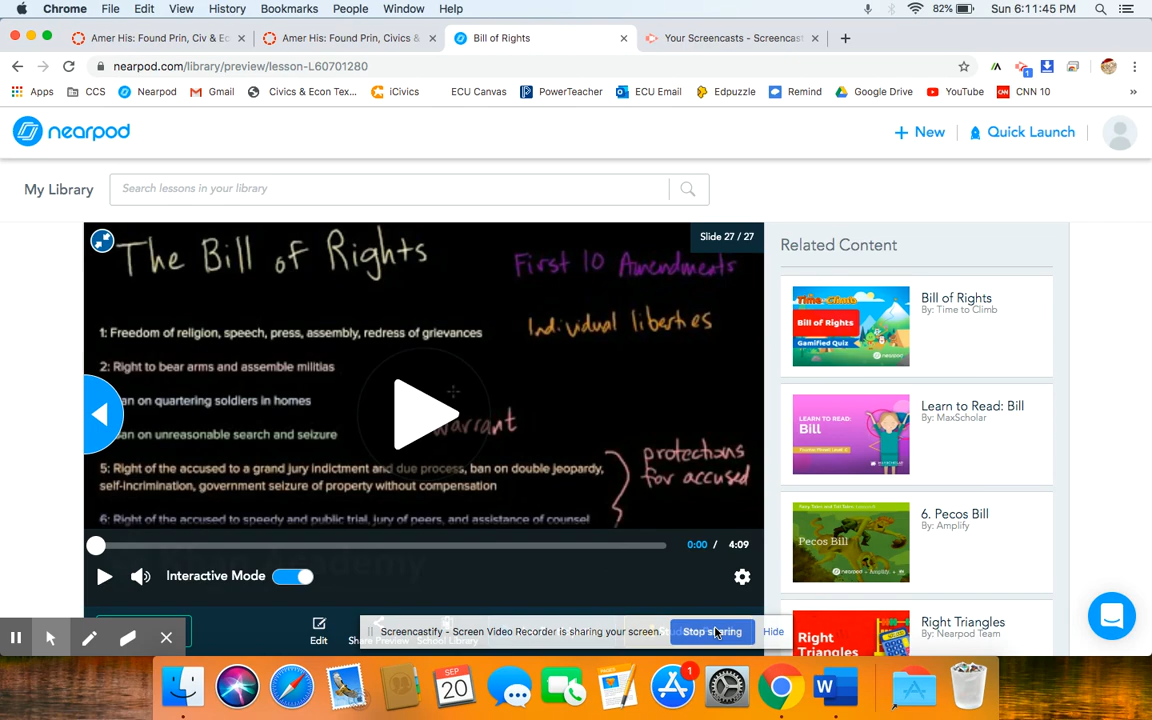 Chrome File Edit View History Bookmarks People Window Help 82% Sun 6:11:45 PM
Amer His: Found Prin, Civ & Ec
Amer His: Found Prin, Civics &
Bill of Rights
Your Screencasts - Screencast
nearpod.com/library/preview/lesson-L60701280
1
Apps CCS Nearpod Gmail Civics & Econ Tex... iCivics ECU Canvas PowerTeacher ECU Email Edpuzzle Remind Google Drive YouTube CNN 10 »
nearpod
+ New Quick Launch
My Library Search lessons in your library
Slide 27 / 27
The Bill of Rights
First 10 Amendments
Individual liberties
1: Freedom of religion, speech, press, assembly, redress of grievances
2: Right to bear arms and assemble militias
an on quartering soldiers in homes
warrant
an on unreasonable search and seizure
5: Right of the accused to a grand jury indictment and due process, ban on double jeopardy,
self-incrimination, government seizure of property without compensation
protections
for accused
6: Right of the accused to speedy and public trial, jury of peers, and assistance of counsel
0:00 / 4:09
Interactive Mode
Edit
Share Preview
School Library
Screencastify - Screen Video Recorder is sharing your screen.
Stop sharing
Hide
Related Content
Time to Climb
Bill of Rights
Gamified Quiz
nearpod
Bill of Rights
By: Time to Climb
LEARN TO READ:
BILL
Learn to Read: Bill
By: MaxScholar
Pecos Bill
6. Pecos Bill
By: Amplify
Right
Triangles
Right Triangles
By: Nearpod Team
SEP
20
1
W